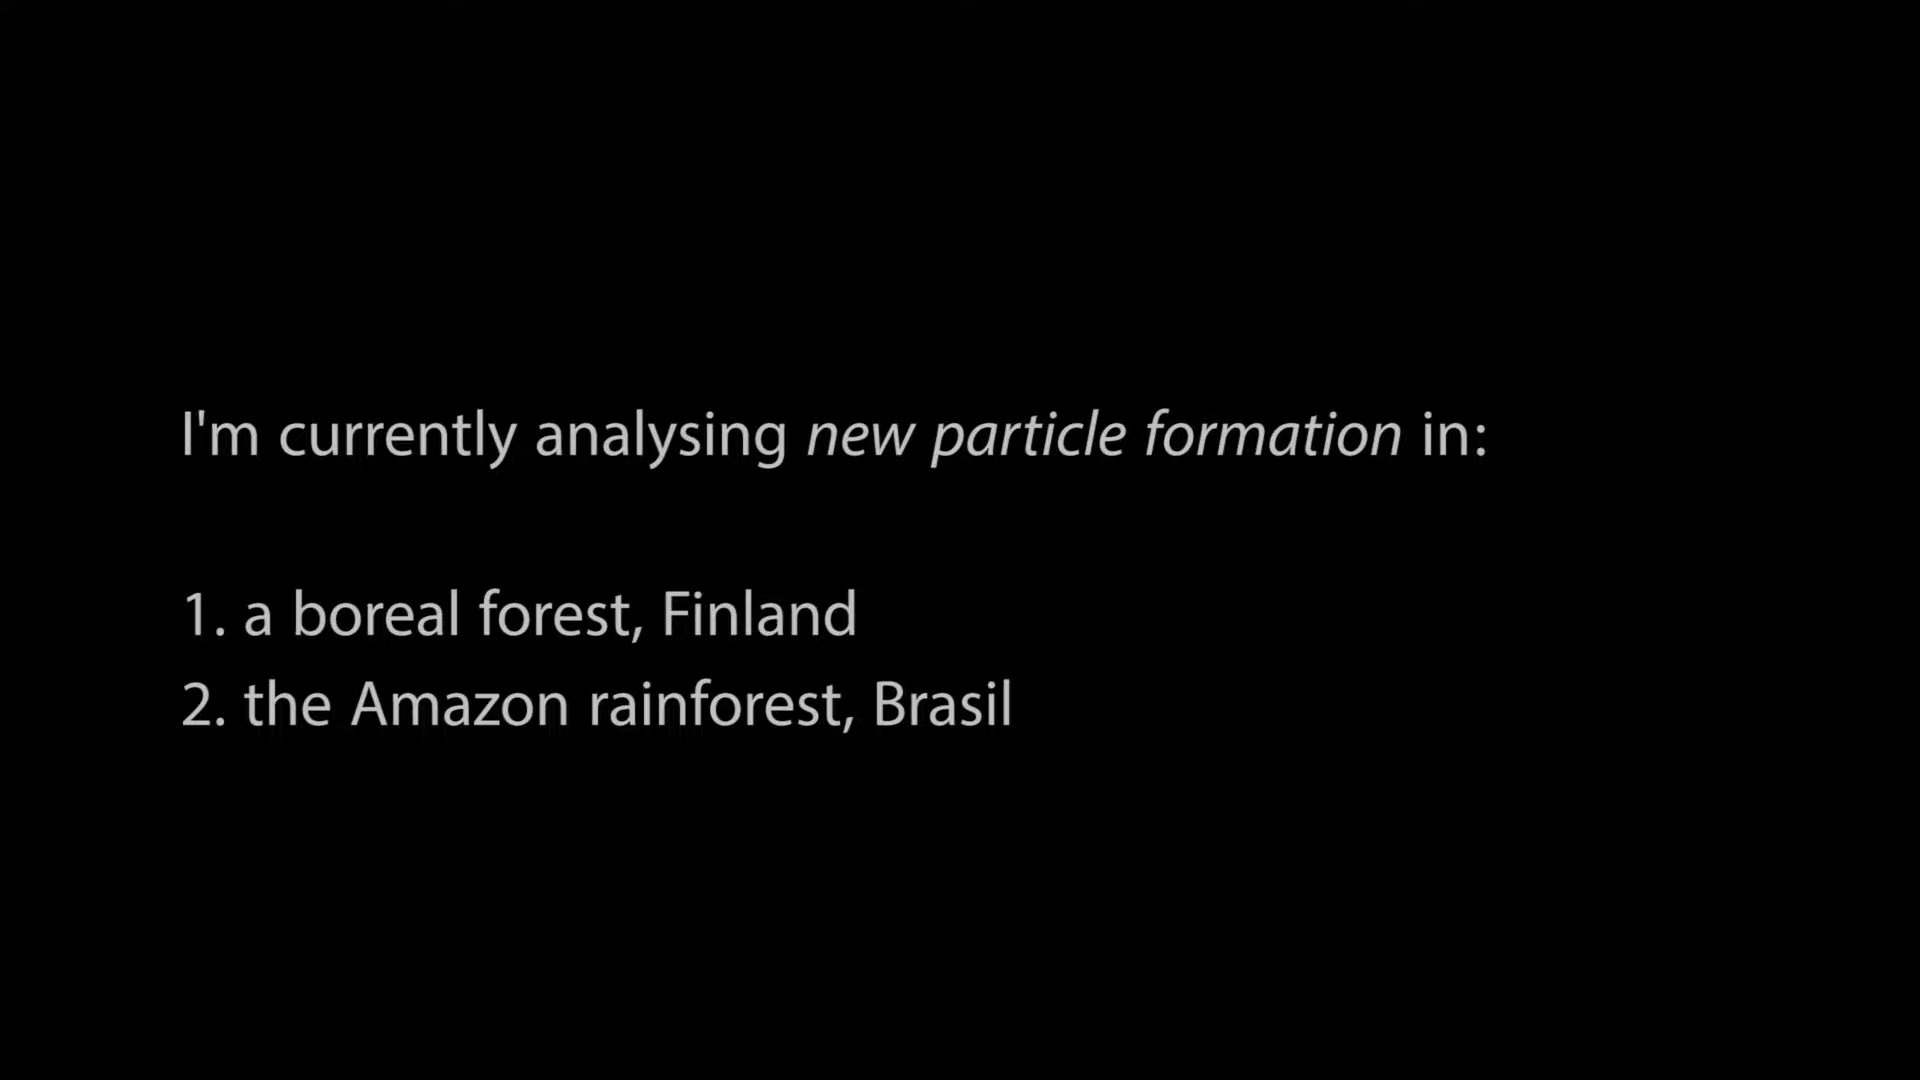 I'm currently analysing new particle formation in:
1. a boreal forest, Finland
2. the Amazon rainforest, Brasil